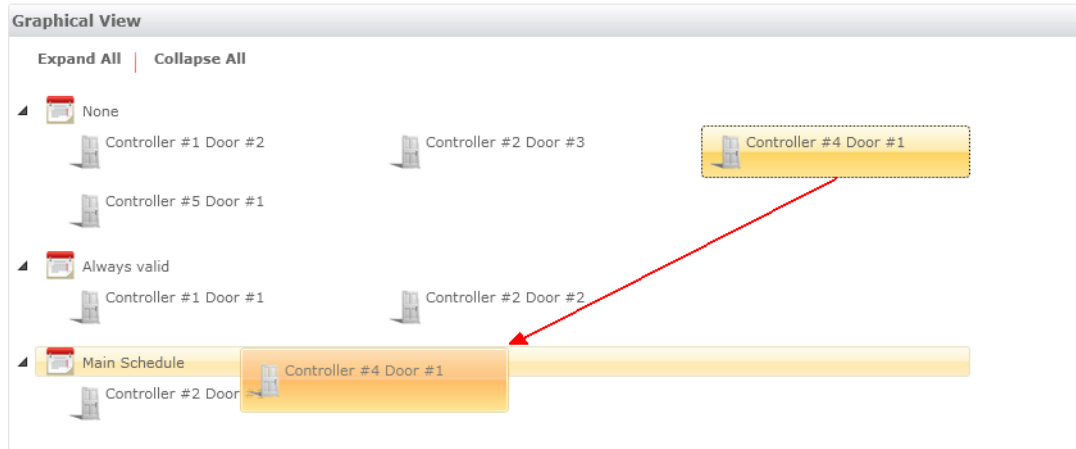 Graphical View
Expand All | Collapse All
None
Controller #1 Door #2 Controller #2 Door #3 Controller #4 Door #1
Controller #5 Door #1
Always valid
Controller #1 Door #1 Controller #2 Door #2
Main Schedule
Controller #4 Door #1
Controller #2 Door